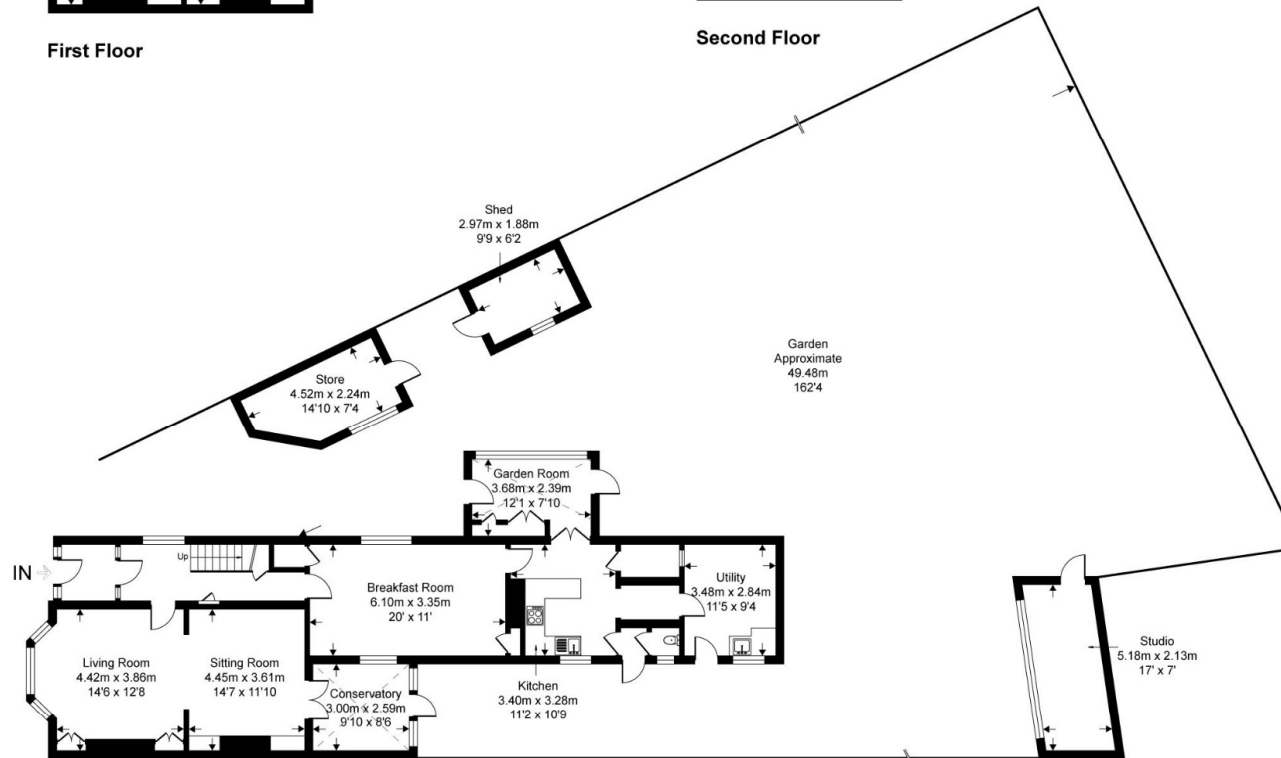 First Floor
Second Floor
Shed
2.97m x 1.88m
9'9 x 6'2
Store
4.52m x 2.24m
14'10 x 7'4
Garden
Approximate
49.48m
162'4
Garden Room
3.68m x 2.39m
12'1 x 7'10
IN
Up
Breakfast Room
6.10m x 3.35m
20' x 11'
Utility
3.48m x 2.84m
11'5 x 9'4
Living Room
4.42m x 3.86m
14'6 x 12'8
Sitting Room
4.45m x 3.61m
14'7 x 11'10
Conservatory
3.00m x 2.59m
9'10 x 8'6
Kitchen
3.40m x 3.28m
11'2 x 10'9
Studio
5.18m x 2.13m
17' x 7'